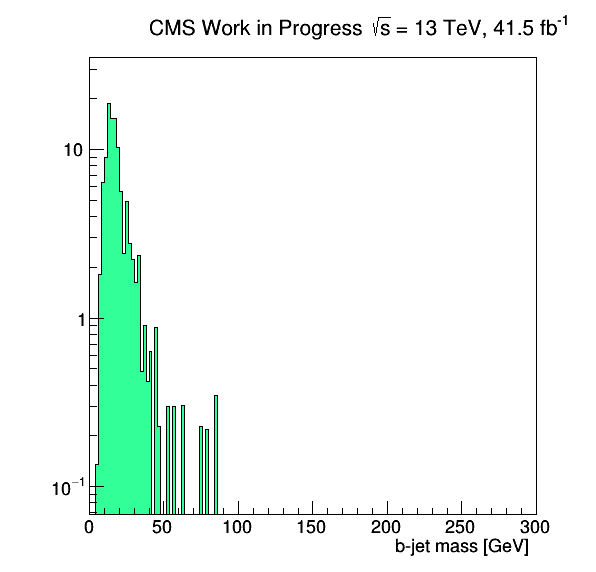 CMS Work in Progress √s = 13 TeV, 41.5 fb⁻¹
10
1
10⁻¹
0 50 100 150 200 250 300
b-jet mass [GeV]